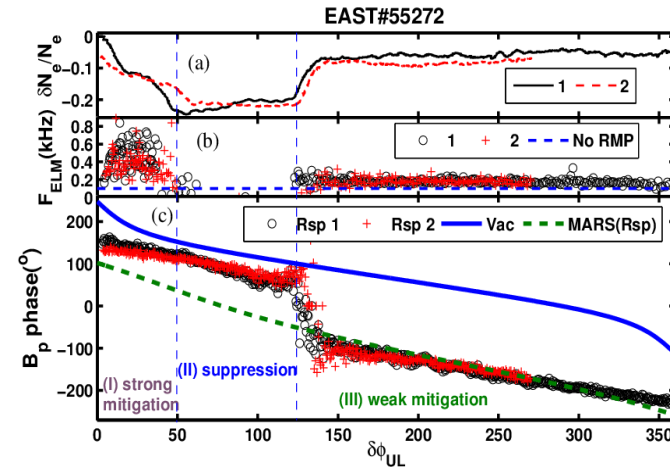 EAST#55272
δN_e/N_e
0
−0.1
−0.2
(a)
1 2
F_ELM(kHz)
0.8
0.6
0.4
0.2
0
(b)
1 2 No RMP
B_p phase(°)
100
0
−100
−200
(c)
Rsp 1 Rsp 2 Vac MARS(Rsp)
(I) strong
mitigation
(II) suppression
(III) weak mitigation
0 50 100 150 200 250 300 350
δϕ_UL